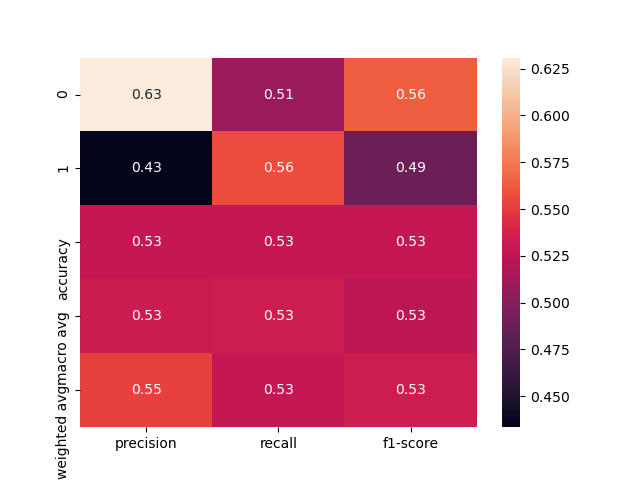 0 0.63 0.51 0.56
1 0.43 0.56 0.49
accuracy 0.53 0.53 0.53
macro avg 0.53 0.53 0.53
weighted avg 0.55 0.53 0.53
precision recall f1-score
0.625
0.600
0.575
0.550
0.525
0.500
0.475
0.450